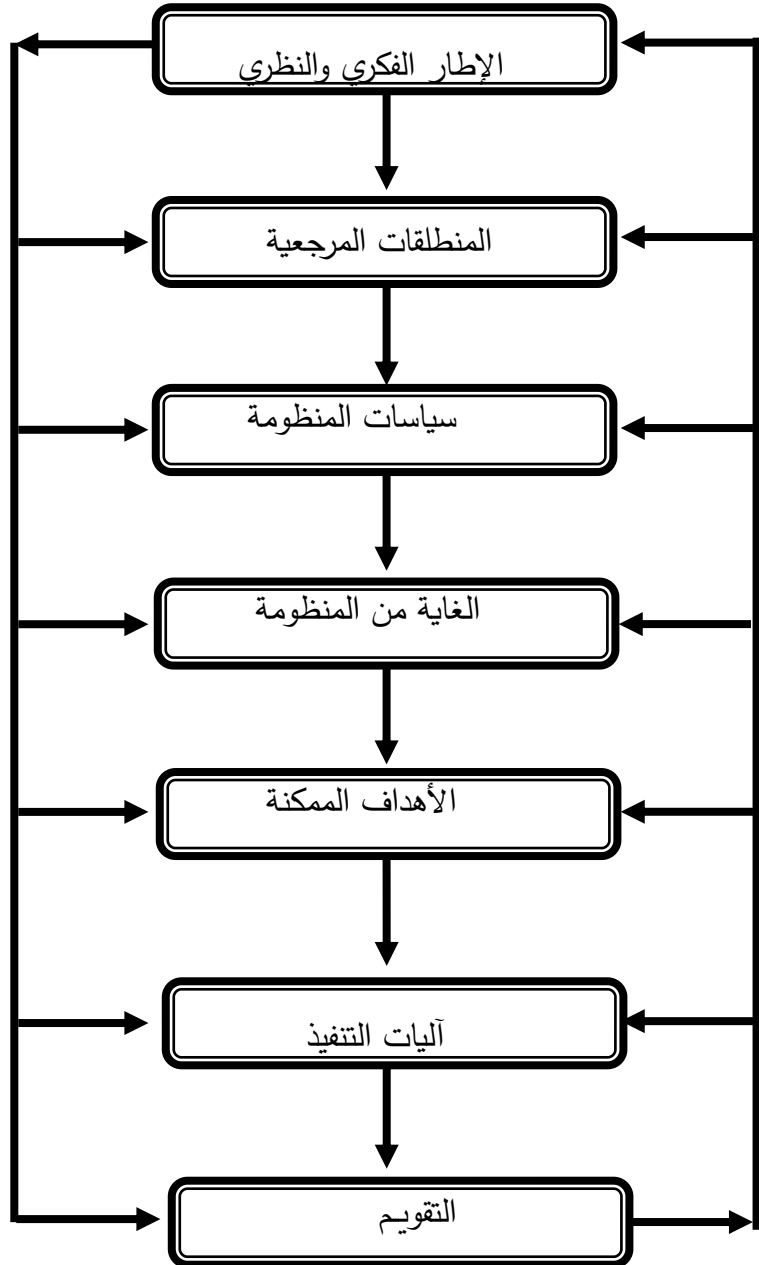 الإطار الفكري والنظري
المنطلقات المرجعية
سياسات المنظومة
الغاية من المنظومة
الأهداف الممكنة
آليات التنفيذ
التقويـم